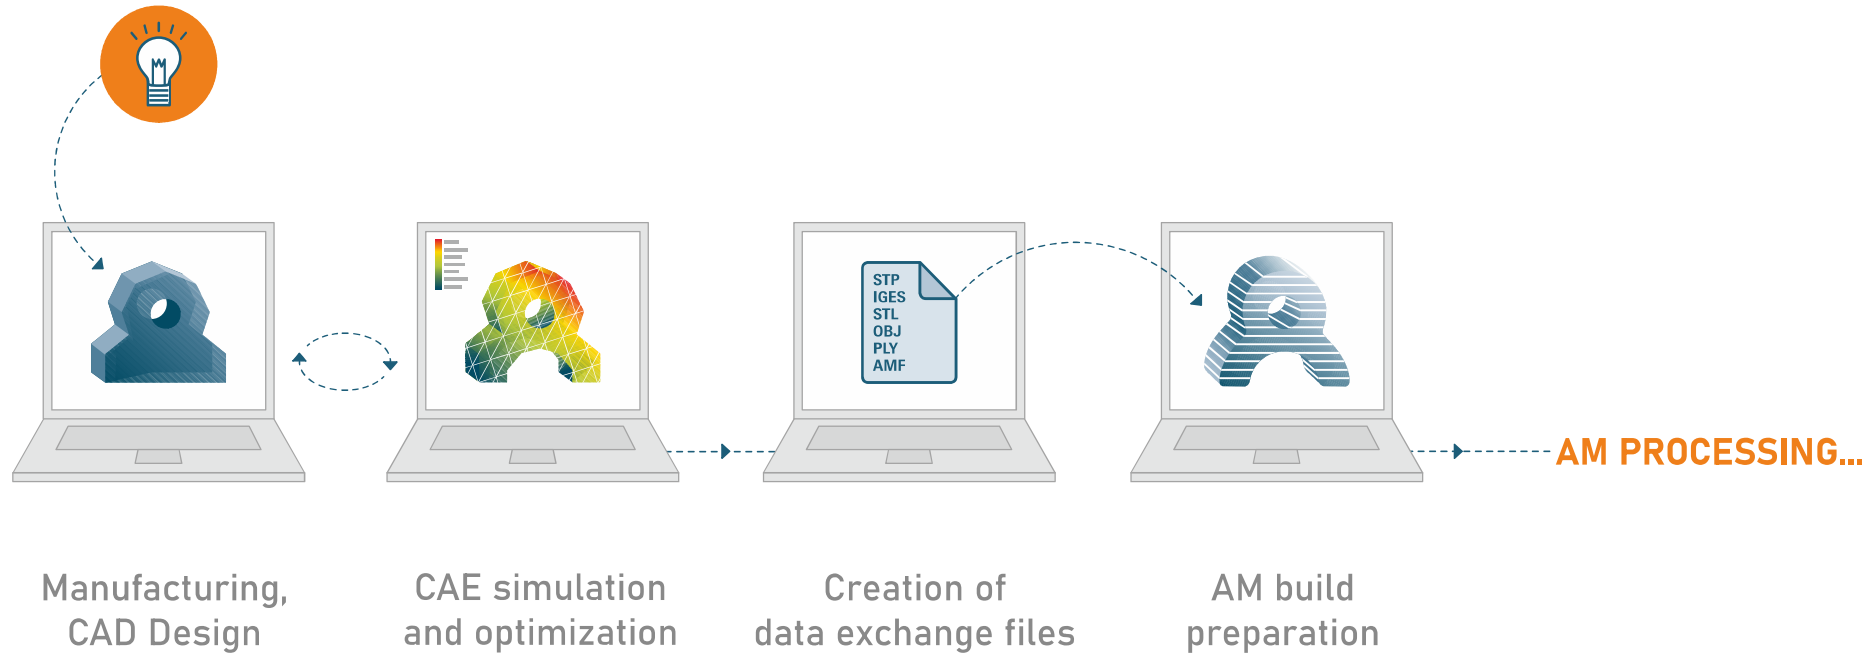 STP
IGES
STL
OBJ
PLY
AMF
AM PROCESSING...
Manufacturing,
CAD Design
CAE simulation
and optimization
Creation of
data exchange files
AM build
preparation